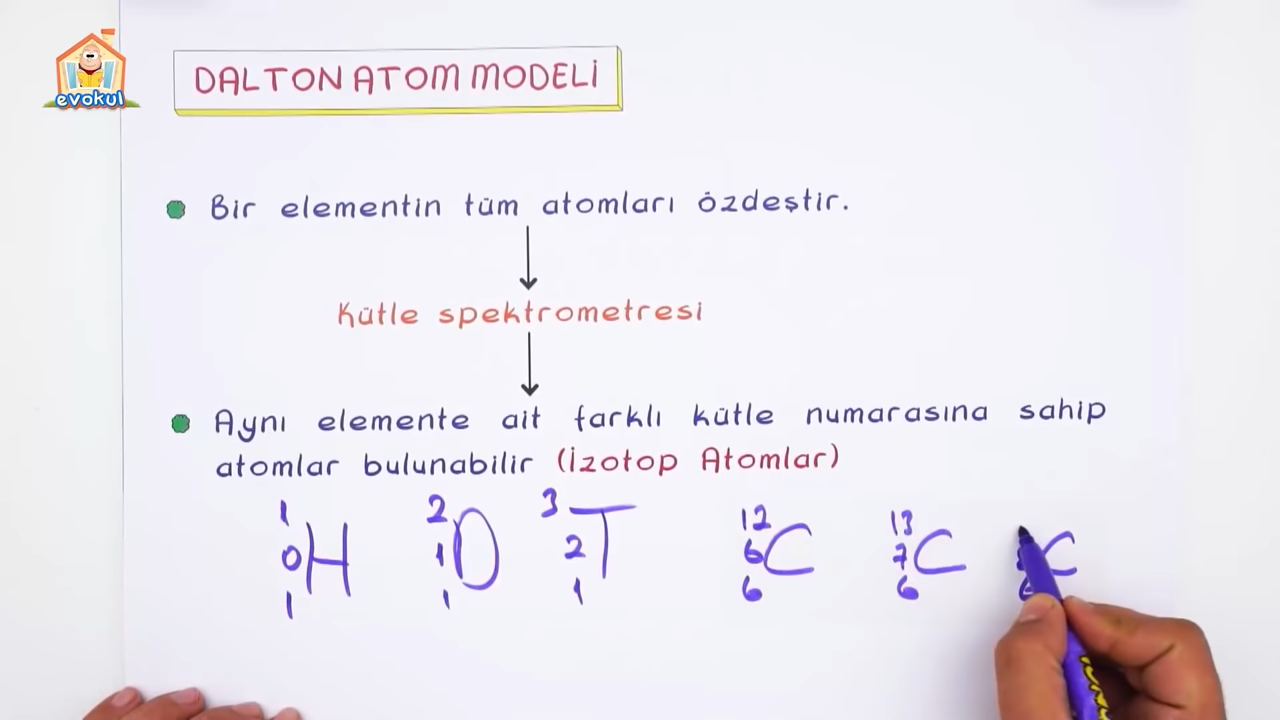 evokul
DALTON ATOM MODELİ
Bir elementin tüm atomları özdeştir.
Kütle spektrometresi
Aynı elemente ait farklı kütle numarasına sahip
atomlar bulunabilir (İzotop Atomlar)
1 2 3 12 13
0 H 1 D 2 T 6 C 7 C C
1 1 1 6 6